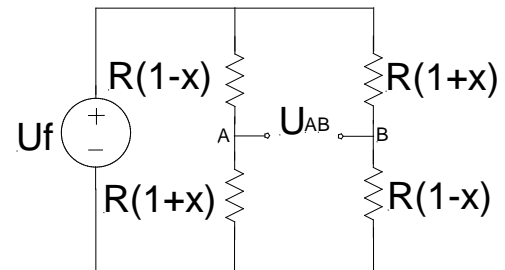 R(1-x)
R(1+x)
+
Uf
A
UAB
B
−
R(1+x)
R(1-x)